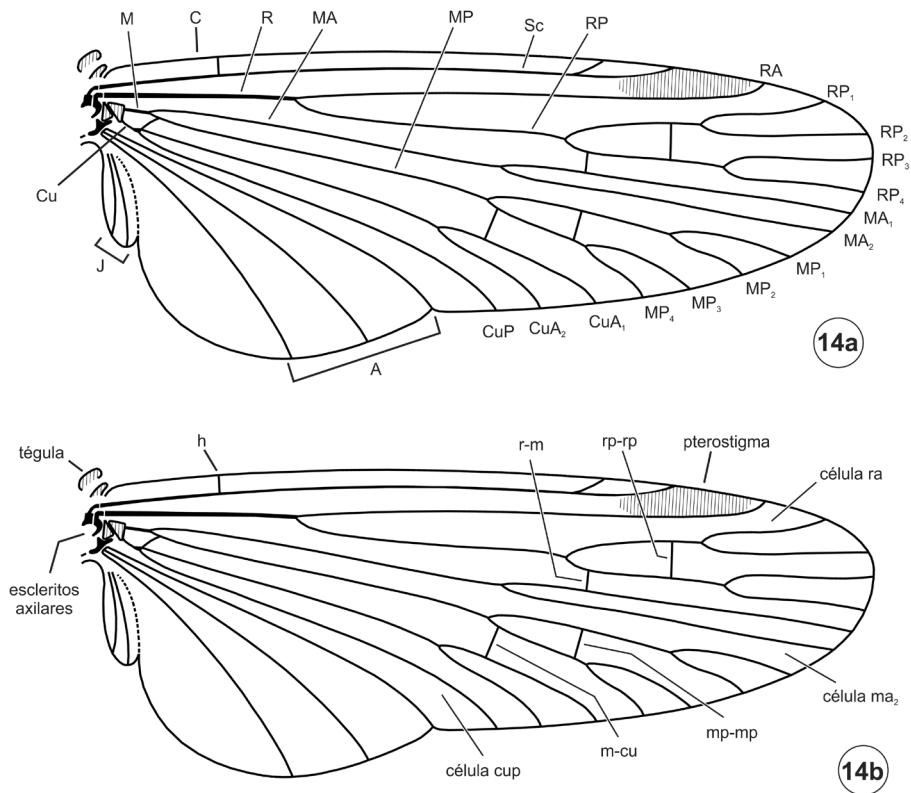 M
C
R
MA
MP
Sc
RP
RA
RP₁
RP₂
RP₃
RP₄
MA₁
MA₂
MP₁
MP₂
MP₃
MP₄
CuA₁
CuA₂
CuP
A
J
Cu
14a
tégula
h
r-m
rp-rp
pterostigma
célula ra
escleritos
axilares
célula ma₂
mp-mp
m-cu
célula cup
14b